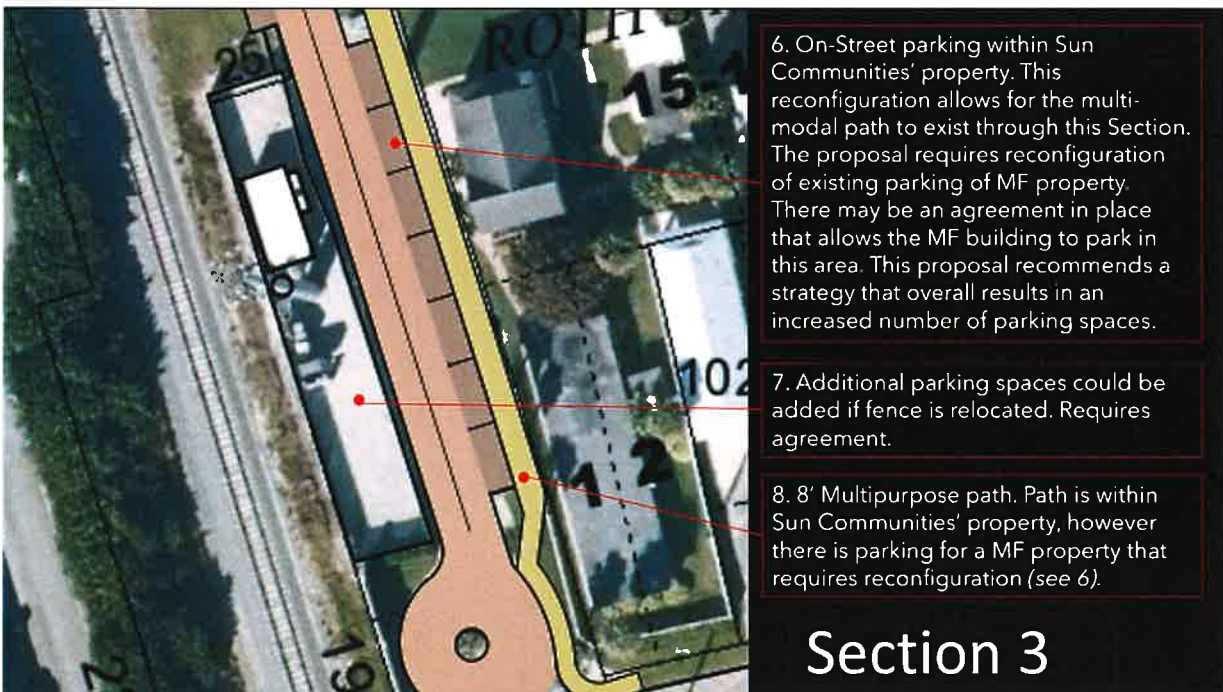 ROTH S
25
15-1
102
1
2
19
6. On-Street parking within Sun
Communities' property. This
reconfiguration allows for the multi-
modal path to exist through this Section.
The proposal requires reconfiguration
of existing parking of MF property.
There may be an agreement in place
that allows the MF building to park in
this area. This proposal recommends a
strategy that overall results in an
increased number of parking spaces.
7. Additional parking spaces could be
added if fence is relocated. Requires
agreement.
8. 8' Multipurpose path. Path is within
Sun Communities' property, however
there is parking for a MF property that
requires reconfiguration (see 6).
Section 3